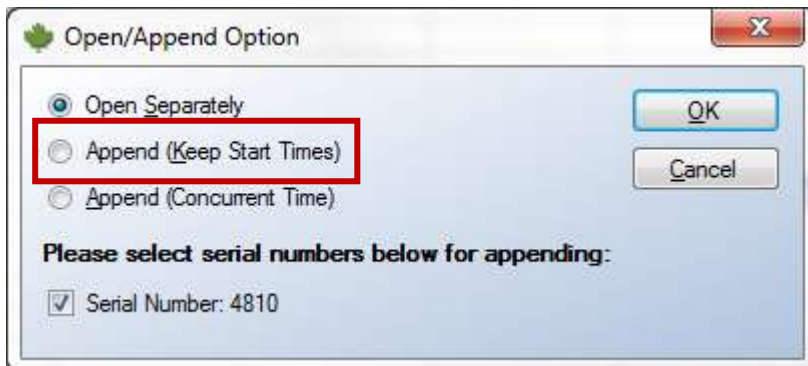 Open/Append Option
Open Separately
OK
Append (Keep Start Times)
Cancel
Append (Concurrent Time)
Please select serial numbers below for appending:
Serial Number: 4810